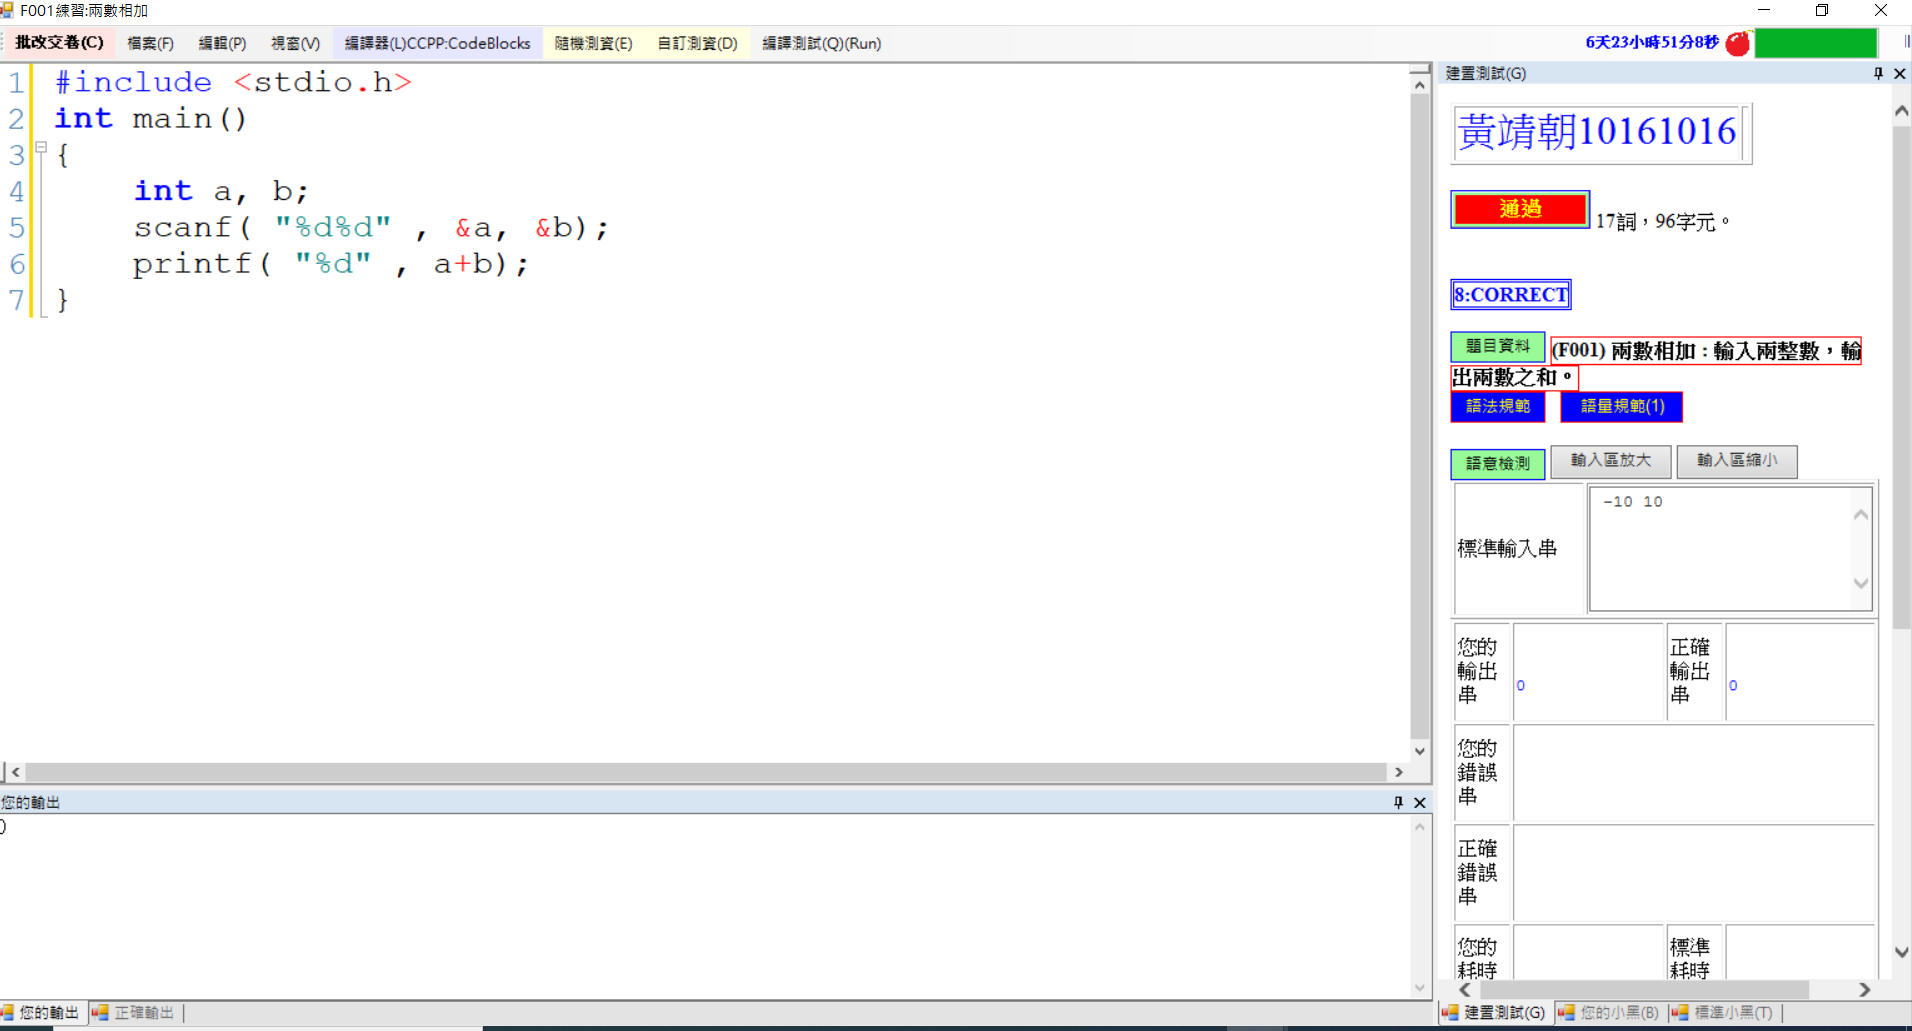 F001練習:兩數相加
批改交卷(C) 檔案(F) 編輯(P) 視窗(V) 編譯器(L)CCPP:CodeBlocks 隨機測資(E) 自訂測資(D) 編譯測試(Q)(Run) 6天23小時51分8秒
1 #include <stdio.h>
2 int main()
3 {
4 int a, b;
5 scanf( "%d%d" , &a, &b);
6 printf( "%d" , a+b);
7 }
您的輸出
0
您的輸出 正確輸出
建置測試(G)
黃靖朝10161016
通過 17詞，96字元。
8:CORRECT
題目資料 (F001) 兩數相加：輸入兩整數，輸
出兩數之和。
語法規範 語量規範(1)
語意檢測 輸入區放大 輸入區縮小
標準輸入串 -10 10
您的
輸出
串
0
正確
輸出
串
0
您的
錯誤
串
正確
錯誤
串
您的
耗時
標準
耗時
建置測試(G) 您的小黑(B) 標準小黑(T)